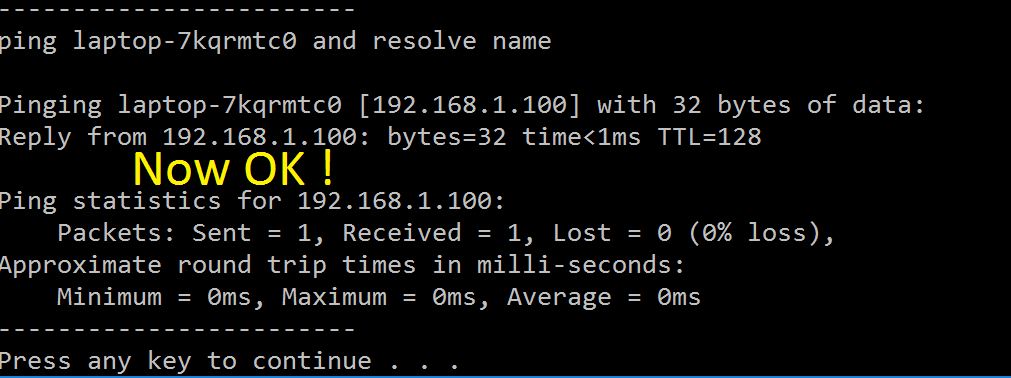 ------------------------
ping laptop-7kqrmtc0 and resolve name
Pinging laptop-7kqrmtc0 [192.168.1.100] with 32 bytes of data:
Reply from 192.168.1.100: bytes=32 time<1ms TTL=128
Now OK !
Ping statistics for 192.168.1.100:
    Packets: Sent = 1, Received = 1, Lost = 0 (0% loss),
Approximate round trip times in milli-seconds:
    Minimum = 0ms, Maximum = 0ms, Average = 0ms
------------------------
Press any key to continue . . .